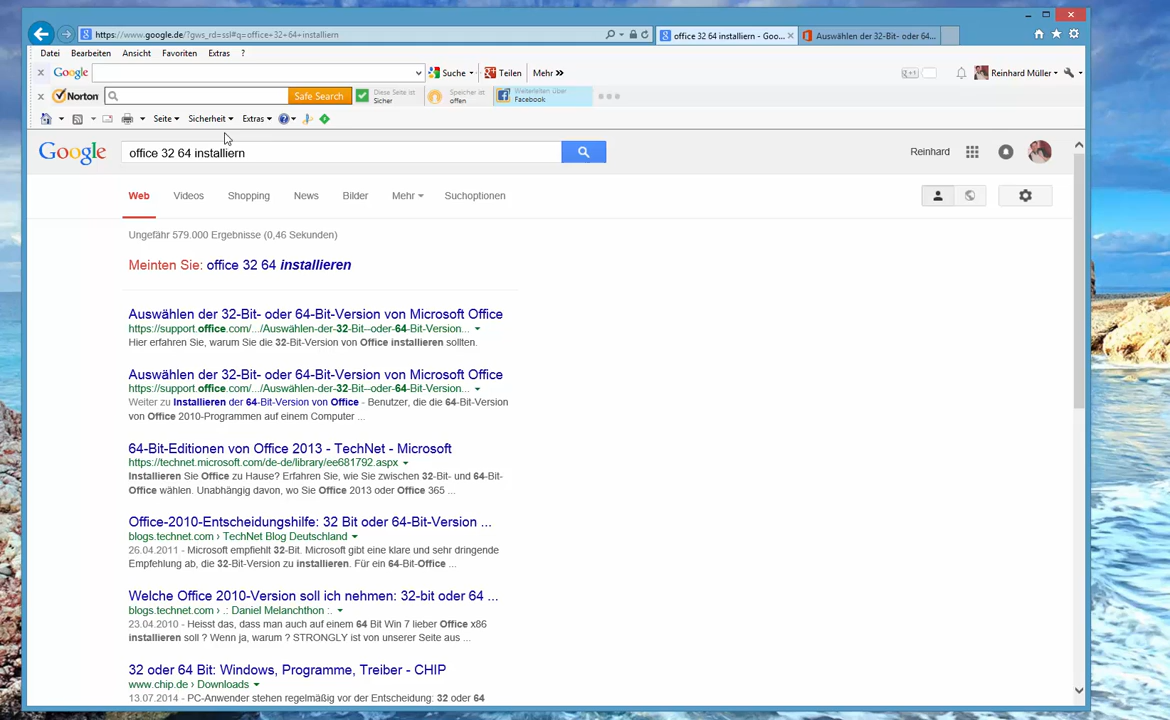 https://www.google.de/?gws_rd=ssl#q=office+32+64+installiern
office 32 64 installiern - Goo...
Auswählen der 32-Bit- oder 64...
Datei Bearbeiten Ansicht Favoriten Extras ?
Google Suche Teilen Mehr »
Reinhard Müller
Norton Safe Search
Diese Seite ist
Sicher
Speicher ist
offen
Weiterleiten über
Facebook
Seite Sicherheit Extras
Google office 32 64 installiern
Reinhard
Web Videos Shopping News Bilder Mehr Suchoptionen
Ungefähr 579.000 Ergebnisse (0,46 Sekunden)
Meinten Sie: office 32 64 installieren
Auswählen der 32-Bit- oder 64-Bit-Version von Microsoft Office
https://support.office.com/.../Auswählen-der-32-Bit--oder-64-Bit-Version...
Hier erfahren Sie, warum Sie die 32-Bit-Version von Office installieren sollten.
Auswählen der 32-Bit- oder 64-Bit-Version von Microsoft Office
https://support.office.com/.../Auswählen-der-32-Bit--oder-64-Bit-Version...
Weiter zu Installieren der 64-Bit-Version von Office - Benutzer, die die 64-Bit-Version
von Office 2010-Programmen auf einem Computer ...
64-Bit-Editionen von Office 2013 - TechNet - Microsoft
https://technet.microsoft.com/de-de/library/ee681792.aspx
Installieren Sie Office zu Hause? Erfahren Sie, wie Sie zwischen 32-Bit- und 64-Bit-
Office wählen. Unabhängig davon, wo Sie Office 2013 oder Office 365 ...
Office-2010-Entscheidungshilfe: 32 Bit oder 64-Bit-Version ...
blogs.technet.com › TechNet Blog Deutschland
26.04.2011 - Microsoft empfiehlt 32-Bit. Microsoft gibt eine klare und sehr dringende
Empfehlung ab, die 32-Bit-Version zu installieren. Für ein 64-Bit-Office ...
Welche Office 2010-Version soll ich nehmen: 32-bit oder 64 ...
blogs.technet.com › .: Daniel Melanchthon :.
23.04.2010 - Heisst das, dass man auch auf einem 64 Bit Win 7 lieber Office x86
installieren soll ? Wenn ja, warum ? STRONGLY ist von unserer Seite aus ...
32 oder 64 Bit: Windows, Programme, Treiber - CHIP
www.chip.de › Downloads
13.07.2014 - PC-Anwender stehen regelmäßig vor der Entscheidung: 32 oder 64